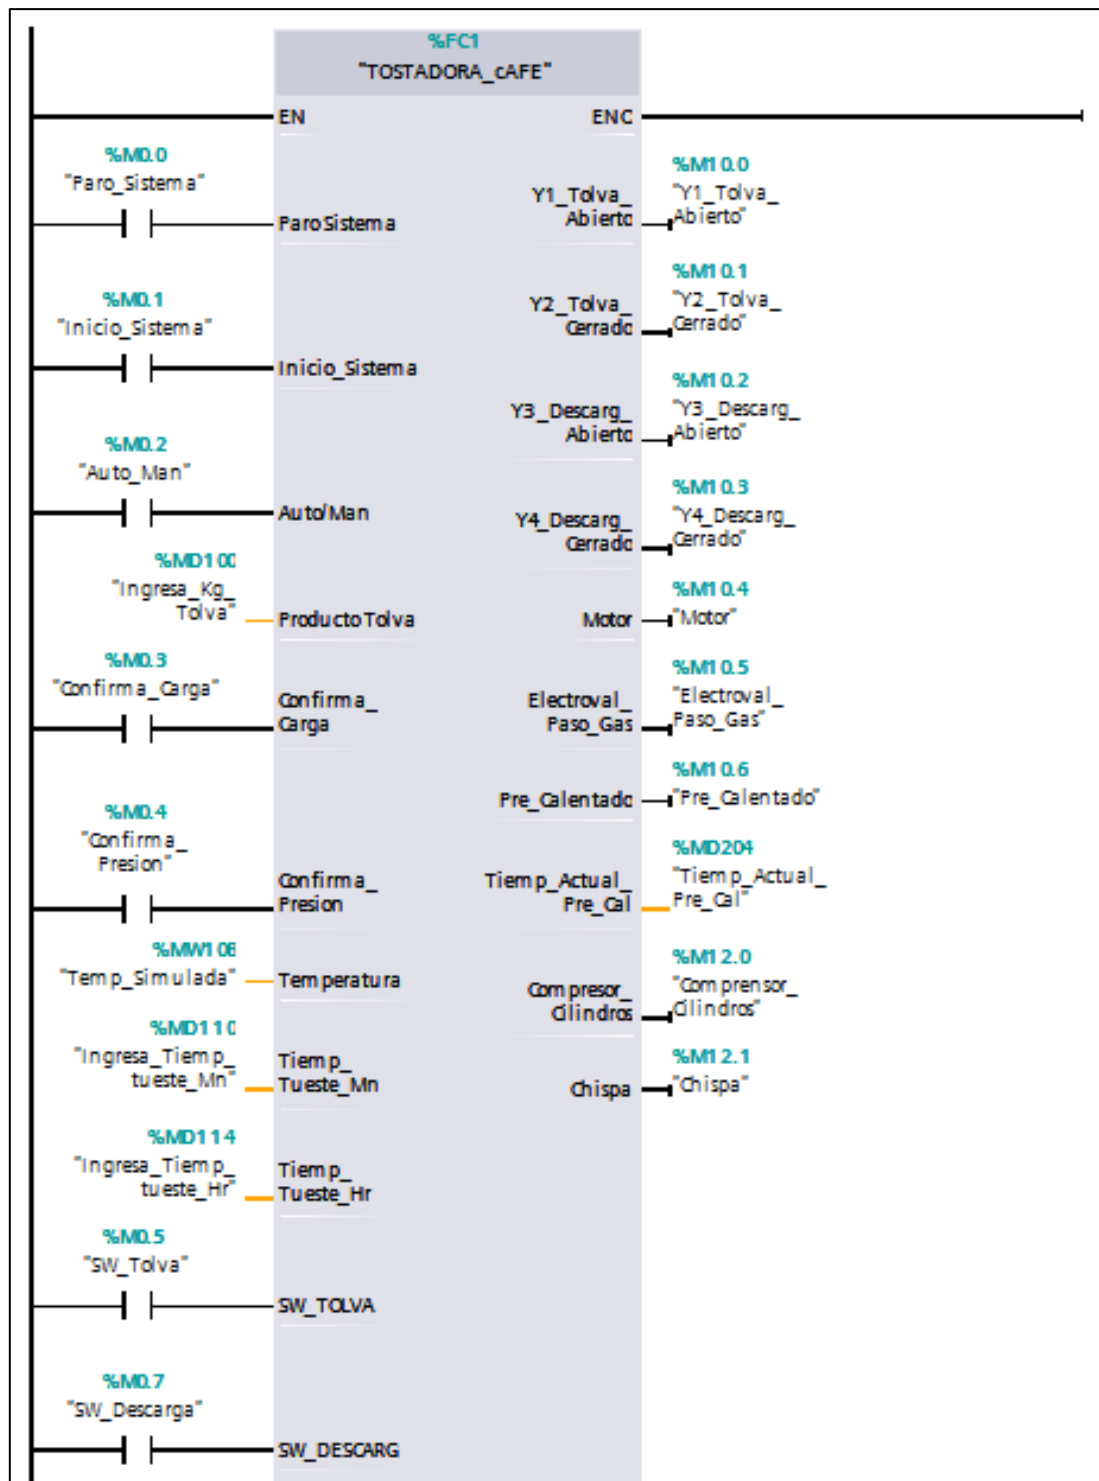 %FC1
"TOSTADORA_cAFE"
EN
ENO
%M0.0
"Paro_Sistema"
ParoSistema
%M0.1
"Inicio_Sistema"
Inicio_Sistema
%M0.2
"Auto_Man"
Auto/Man
%MD100
"Ingresa_Kg_
Tolva"
ProductoTolva
%M0.3
"Confirma_Carga"
Confirma_
Carga
%M0.4
"Confirma_
Presion"
Confirma_
Presion
%MW108
"Temp_Simulada"
Temperatura
%MD110
"Ingresa_Tiemp_
tueste_Mn"
Tiemp_
Tueste_Mn
%MD114
"Ingresa_Tiemp_
tueste_Hr"
Tiemp_
Tueste_Hr
%M0.5
"SW_Tolva"
SW_TOLVA
%M0.7
"SW_Descarga"
SW_DESCARG
Y1_Tolva_
Abierto
%M10.0
"Y1_Tolva_
Abierto"
Y2_Tolva_
Cerrado
%M10.1
"Y2_Tolva_
Cerrado"
Y3_Descarg_
Abierto
%M10.2
"Y3_Descarg_
Abierto"
Y4_Descarg_
Cerrado
%M10.3
"Y4_Descarg_
Cerrado"
Motor
%M10.4
"Motor"
Electroval_
Paso_Gas
%M10.5
"Electroval_
Paso_Gas"
Pre_Calentado
%M10.6
"Pre_Calentado"
Tiemp_Actual_
Pre_Cal
%MD204
"Tiemp_Actual_
Pre_Cal"
Compresor_
Cilindros
%M12.0
"Comprensor_
Cilindros"
Chispa
%M12.1
"Chispa"